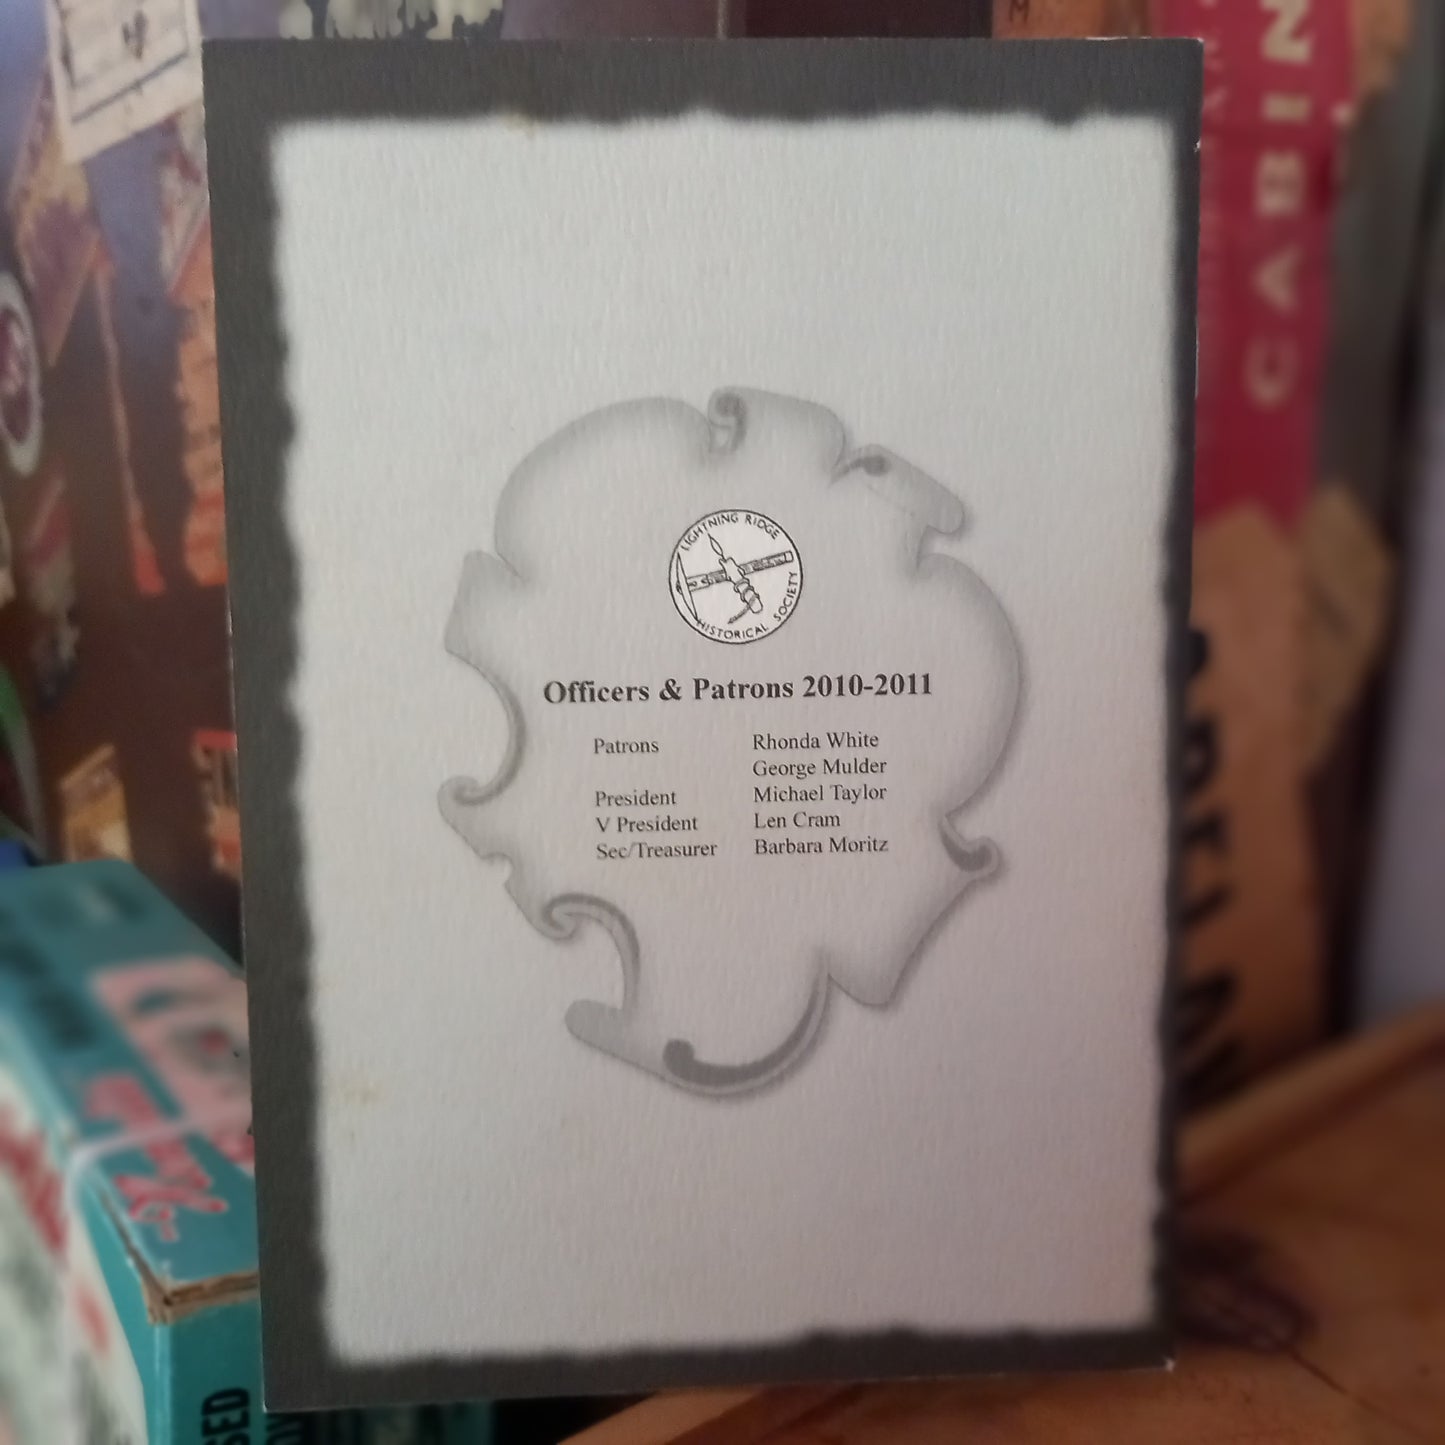 LIGHTNING RIDGE
HISTORICAL SOCIETY
Officers & Patrons 2010-2011
Patrons Rhonda White
George Mulder
President Michael Taylor
V President Len Cram
Sec/Treasurer Barbara Moritz
CABIN